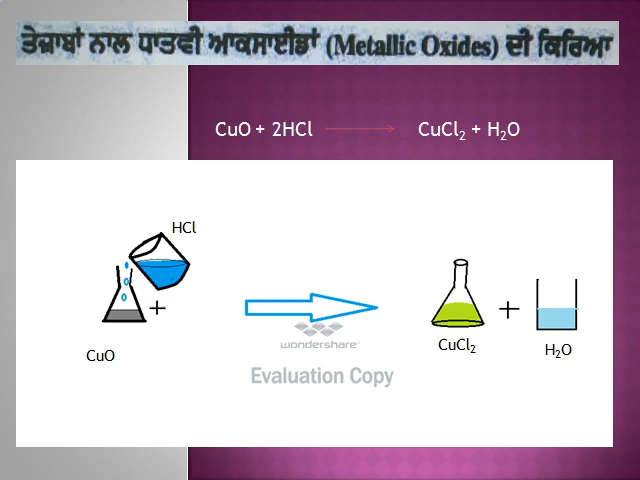 ਤੇਜ਼ਾਬਾਂ ਨਾਲ ਧਾਤਵੀ ਆਕਸਾਈਡਾਂ (Metallic Oxides) ਦੀ ਕਿਰਿਆ
CuO + 2HCl CuCl₂ + H₂O
HCl
+ +
wondershare
CuCl₂
H₂O
CuO
Evaluation Copy